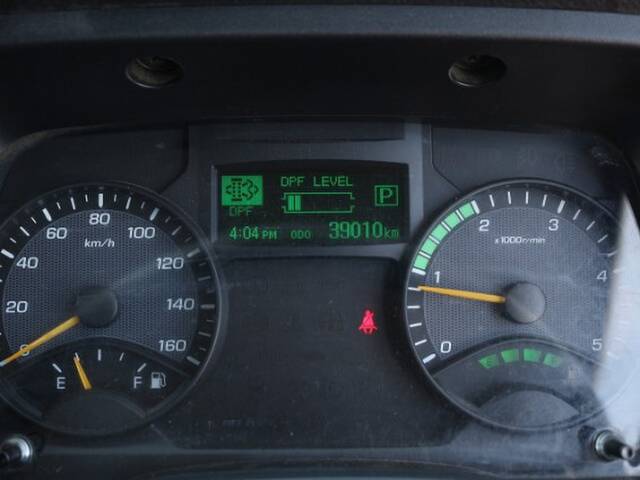 DPF LEVEL
DPF
P
4:04 PM ODO 39010 km
0 20 40 60 80 100 120 140 160
km/h
E F
0 1 2 3 4 5
x1000r/min